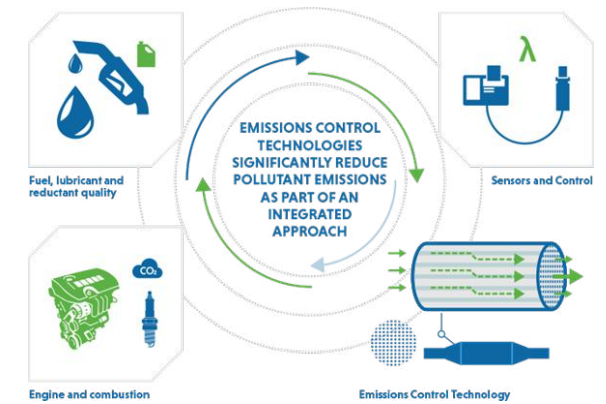 λ
EMISSIONS CONTROL
TECHNOLOGIES
SIGNIFICANTLY REDUCE
POLLUTANT EMISSIONS
AS PART OF AN
INTEGRATED
APPROACH
Fuel, lubricant and
reductant quality
Sensors and Control
CO₂
Engine and combustion
Emissions Control Technology